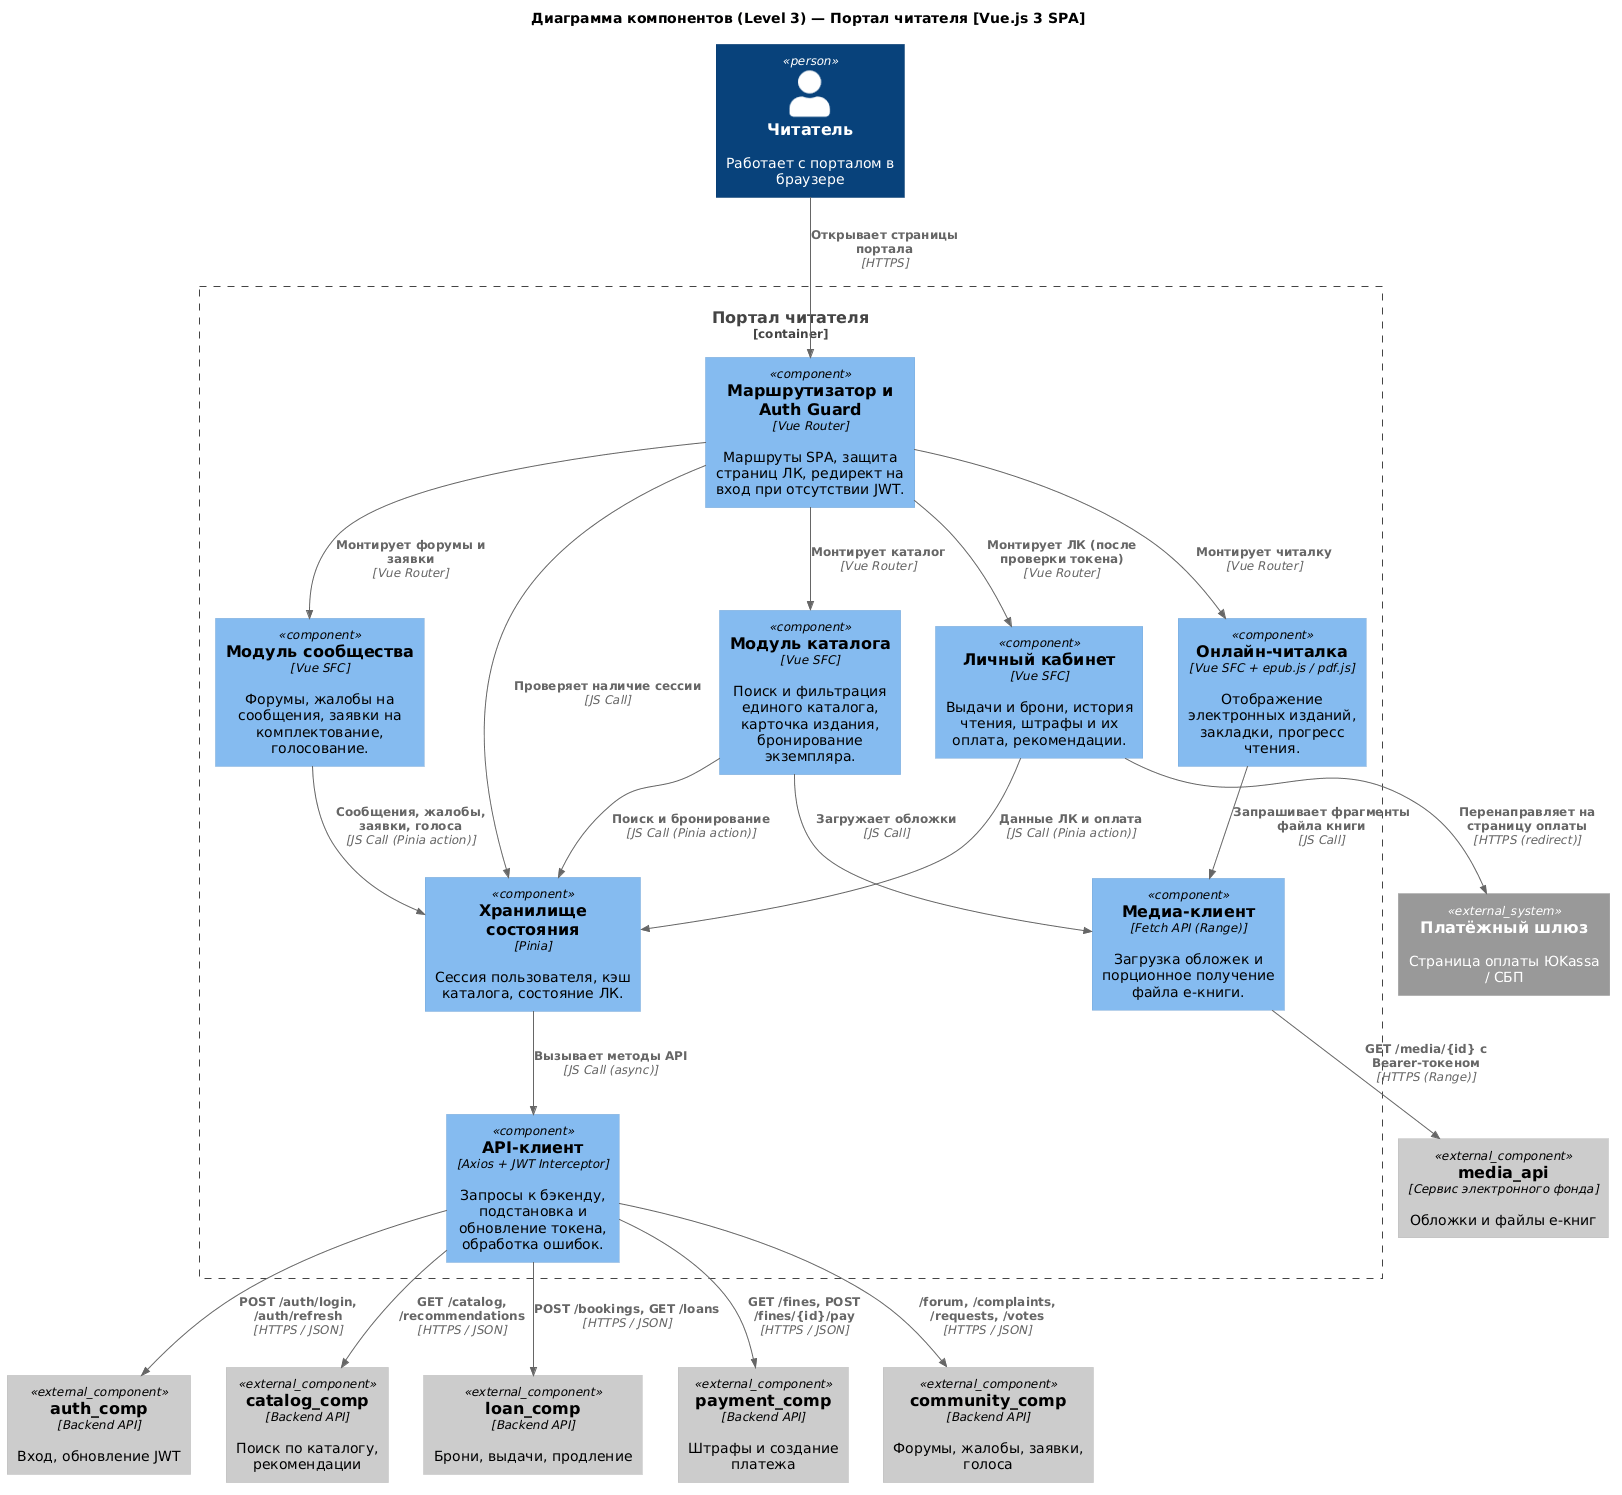 Диаграмма компонентов (Level 3) — Портал читателя [Vue.js 3 SPA]
«person»
Читатель
Работает с порталом в
браузере
Открывает страницы
портала
[HTTPS]
Портал читателя
[container]
«component»
Маршрутизатор и
Auth Guard
[Vue Router]
Маршруты SPA, защита
страниц ЛК, редирект на
вход при отсутствии JWT.
Монтирует форумы и
заявки
[Vue Router]
Монтирует каталог
[Vue Router]
Монтирует ЛК (после
проверки токена)
[Vue Router]
Монтирует читалку
[Vue Router]
«component»
Модуль сообщества
[Vue SFC]
Форумы, жалобы на
сообщения, заявки на
комплектование,
голосование.
Проверяет наличие сессии
[JS Call]
«component»
Модуль каталога
[Vue SFC]
Поиск и фильтрация
единого каталога,
карточка издания,
бронирование
экземпляра.
«component»
Личный кабинет
[Vue SFC]
Выдачи и брони, история
чтения, штрафы и их
оплата, рекомендации.
«component»
Онлайн-читалка
[Vue SFC + epub.js / pdf.js]
Отображение
электронных изданий,
закладки, прогресс
чтения.
Сообщения, жалобы,
заявки, голоса
[JS Call (Pinia action)]
Поиск и бронирование
[JS Call (Pinia action)]
Загружает обложки
[JS Call]
Данные ЛК и оплата
[JS Call (Pinia action)]
Запрашивает фрагменты
файла книги
[JS Call]
Перенаправляет на
страницу оплаты
[HTTPS (redirect)]
«component»
Хранилище
состояния
[Pinia]
Сессия пользователя, кэш
каталога, состояние ЛК.
«component»
Медиа-клиент
[Fetch API (Range)]
Загрузка обложек и
порционное получение
файла е-книги.
«external_system»
Платёжный шлюз
Страница оплаты ЮKassa
/ СБП
Вызывает методы API
[JS Call (async)]
GET /media/{id} с
Bearer-токеном
[HTTPS (Range)]
«component»
API-клиент
[Axios + JWT Interceptor]
Запросы к бэкенду,
подстановка и
обновление токена,
обработка ошибок.
«external_component»
media_api
[Сервис электронного фонда]
Обложки и файлы е-книг
POST /auth/login,
/auth/refresh
[HTTPS / JSON]
GET /catalog,
/recommendations
[HTTPS / JSON]
POST /bookings, GET /loans
[HTTPS / JSON]
GET /fines, POST
/fines/{id}/pay
[HTTPS / JSON]
/forum, /complaints,
/requests, /votes
[HTTPS / JSON]
«external_component»
auth_comp
[Backend API]
Вход, обновление JWT
«external_component»
catalog_comp
[Backend API]
Поиск по каталогу,
рекомендации
«external_component»
loan_comp
[Backend API]
Брони, выдачи, продление
«external_component»
payment_comp
[Backend API]
Штрафы и создание
платежа
«external_component»
community_comp
[Backend API]
Форумы, жалобы, заявки,
голоса